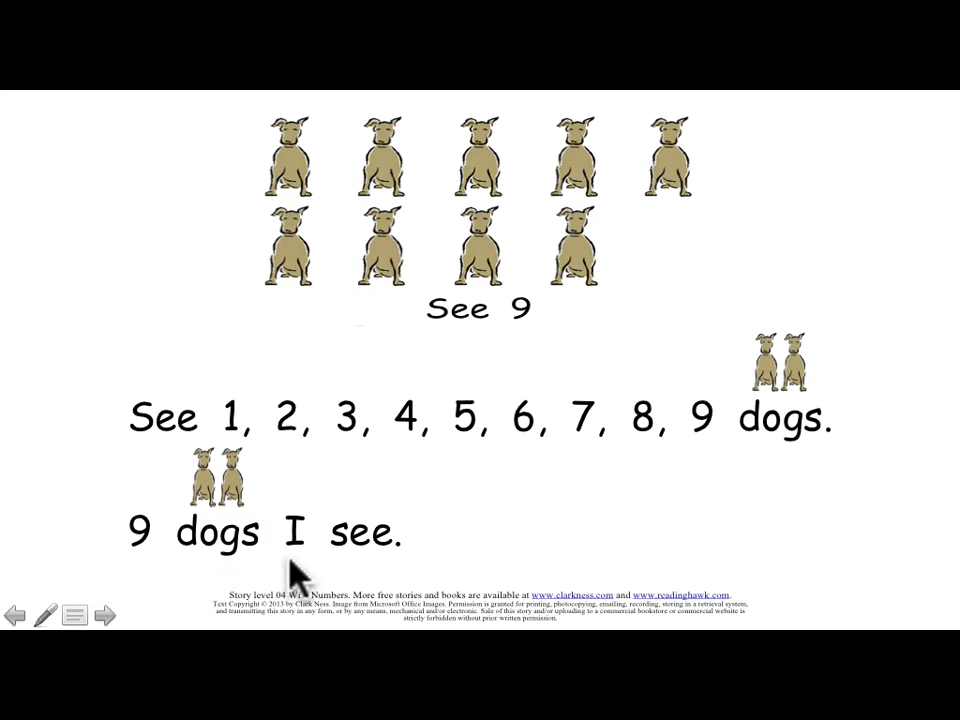 See 9
See 1, 2, 3, 4, 5, 6, 7, 8, 9 dogs.
9 dogs I see.
Story level 04 Numbers. More free stories and books are available at www.clarkness.com and www.readinghawk.com.
Text Copyright © 2013 by Clark Ness. Image from Microsoft Office Images. Permission is granted for printing, photocopying, emailing, recording, storing in a retrieval system,
and transmitting this story in any form, or by any means, mechanical and/or electronic. Sale of this story and/or uploading to a commercial bookstore or commercial website is
strictly forbidden without prior written permission.